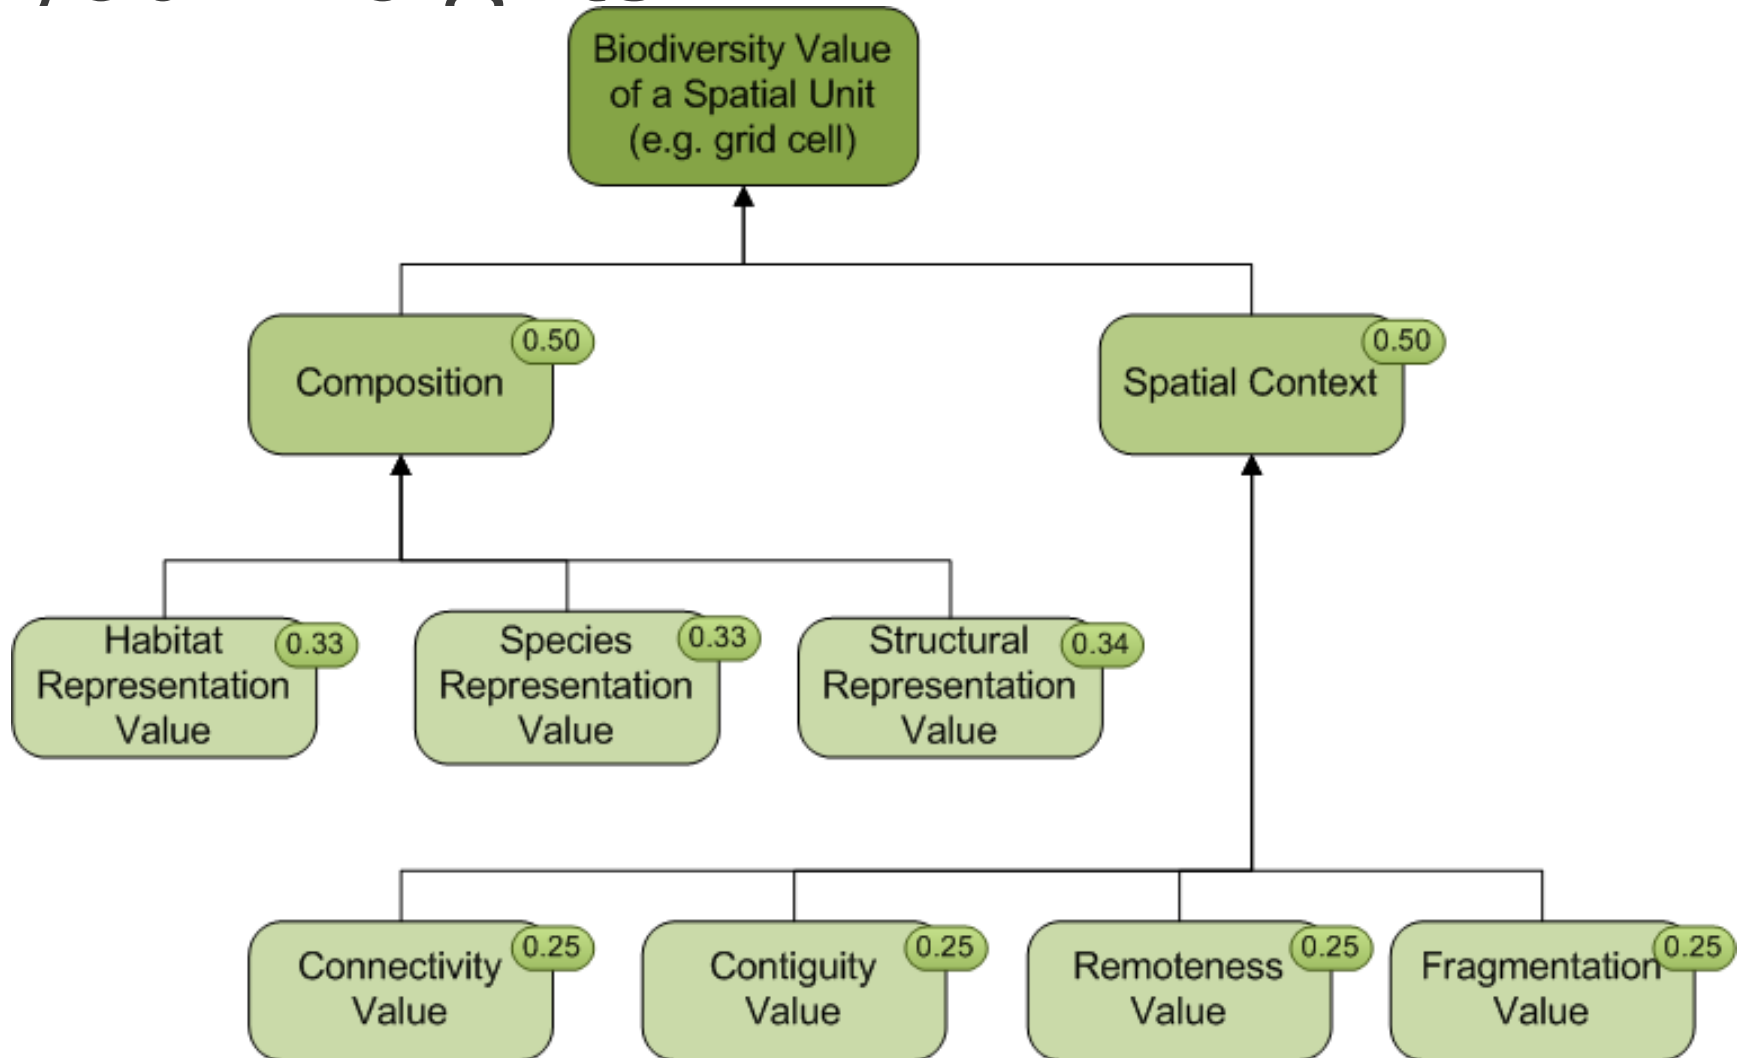 Biodiversity Value
of a Spatial Unit
(e.g. grid cell)
0.50
Composition
0.50
Spatial Context
Habitat
Representation
Value
0.33
Species
Representation
Value
0.33
Structural
Representation
Value
0.34
Connectivity
Value
0.25
Contiguity
Value
0.25
Remoteness
Value
0.25
Fragmentation
Value
0.25